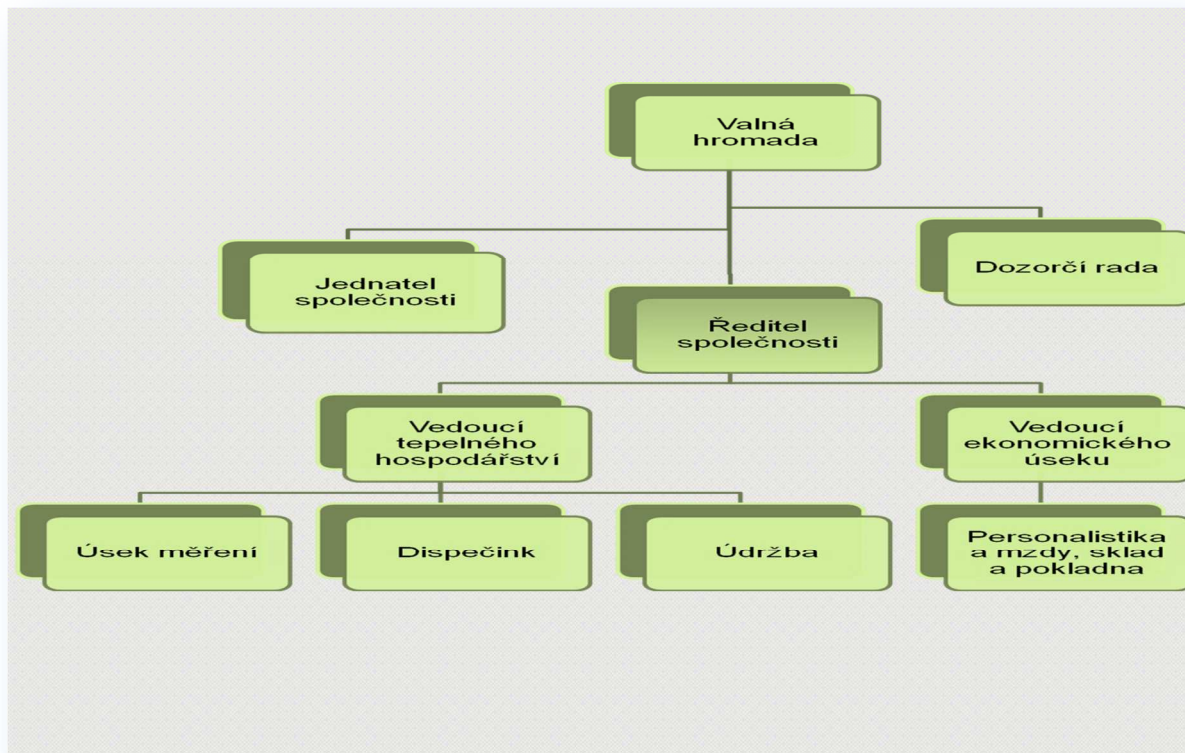 Valná
hromada
Jednatel
společnosti
Dozorčí rada
Ředitel
společnosti
Vedoucí
tepelného
hospodářství
Vedoucí
ekonomického
úseku
Úsek měření
Dispečink
Údržba
Personalistika
a mzdy, sklad
a pokladna